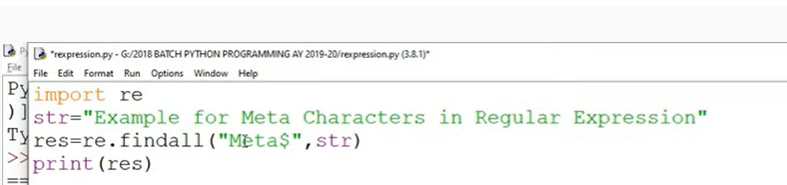 *rexpression.py - G:/2018 BATCH PYTHON PROGRAMMING AY 2019-20/rexpression.py (3.8.1)*
File
File Edit Format Run Options Window Help
Py
import re
)]
str="Example for Meta Characters in Regular Expression"
Ty
res=re.findall("Meta$",str)
>>
print(res)
==